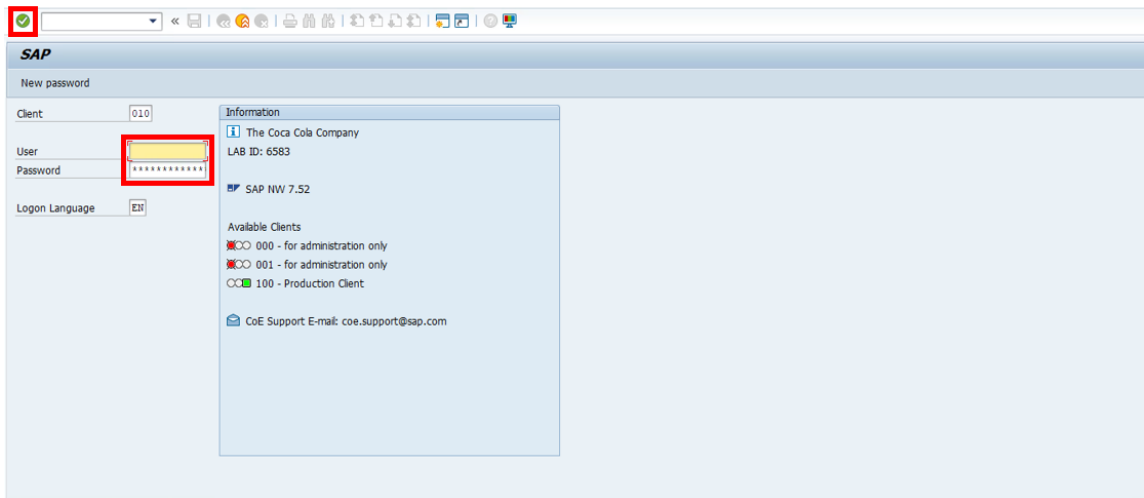 SAP
New password
Client 010
User
Password ************
Logon Language EN
Information
The Coca Cola Company
LAB ID: 6583
SAP NW 7.52
Available Clients
000 - for administration only
001 - for administration only
100 - Production Client
CoE Support E-mail: coe.support@sap.com